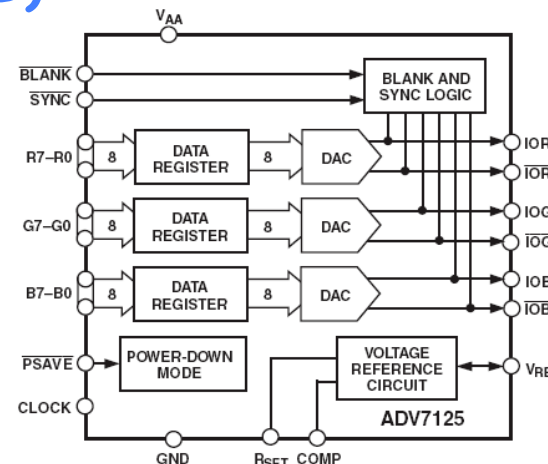 VAA
BLANK
SYNC
BLANK AND
SYNC LOGIC
R7–R0
8
DATA
REGISTER
8
DAC
IOR
IOR
G7–G0
8
DATA
REGISTER
8
DAC
IOG
IOG
B7–B0
8
DATA
REGISTER
8
DAC
IOB
IOB
PSAVE
POWER-DOWN
MODE
VOLTAGE
REFERENCE
CIRCUIT
CLOCK
ADV7125
GND
RSET
COMP